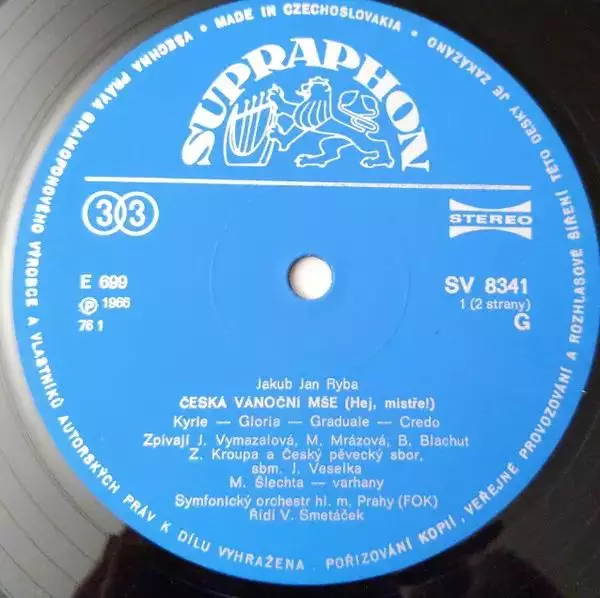 VŠECHNA PRÁVA GRAMOFONOVÉHO VÝROBCE A VLASTNÍKŮ AUTORSKÝCH PRÁV K DÍLU VYHRAŽENA. POŘIZOVÁNÍ KOPIÍ, VEŘEJNÉ PROVOZOVÁNÍ A ROZHLASOVÉ ŠÍŘENÍ TÉTO DESKY JE ZAKÁZÁNO
• MADE IN CZECHOSLOVAKIA •
SUPRAPHON
33
STEREO
E 699
Ⓟ 1966
76 1
SV 8341
1 (2 strany)
G
Jakub Jan Ryba
ČESKÁ VÁNOČNÍ MŠE (Hej, mistře!)
Kyrie — Gloria — Graduale — Credo
Zpívají J. Vymazalová, M. Mrázová, B. Blachut
Z. Kroupa a Český pěvecký sbor,
sbm. J. Veselka
M. Šlechta — varhany
Symfonický orchestr hl. m. Prahy (FOK)
Řídí V. Smetáček